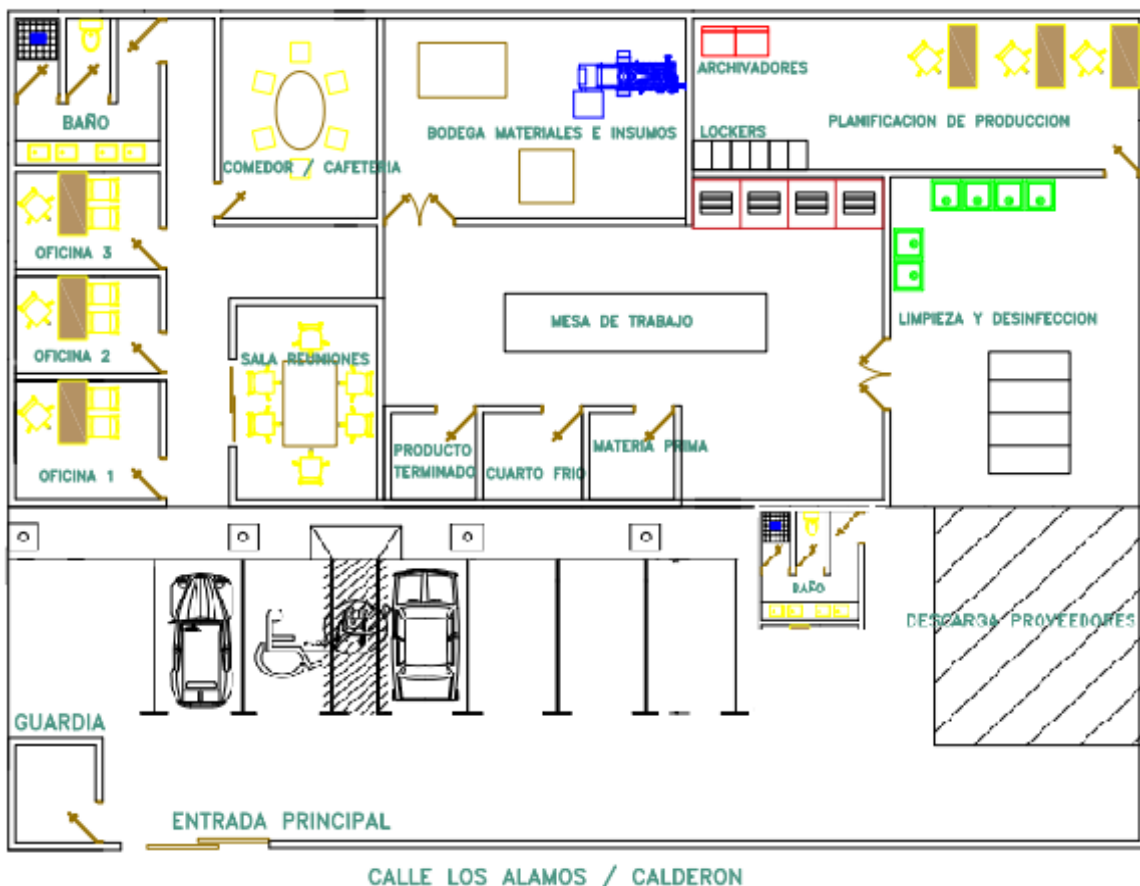 ARCHIVADORES
BAÑO
BODEGA MATERIALES E INSUMOS
PLANIFICACION DE PRODUCCION
LOCKERS
COMEDOR / CAFETERIA
OFICINA 3
MESA DE TRABAJO
LIMPIEZA Y DESINFECCION
OFICINA 2
SALA REUNIONES
PRODUCTO
TERMINADO
CUARTO FRIO
MATERIA PRIMA
OFICINA 1
BAÑO
DESCARGA PROVEEDORES
GUARDIA
ENTRADA PRINCIPAL
CALLE LOS ALAMOS / CALDERON